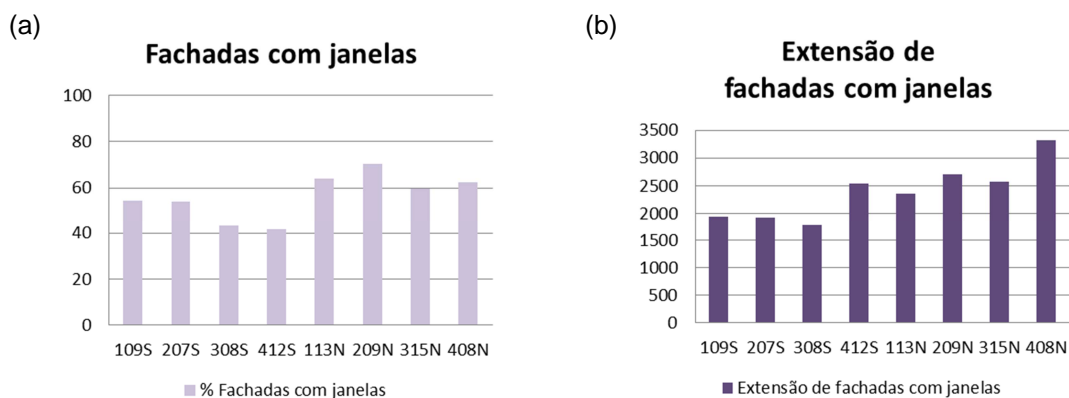 (a)
Fachadas com janelas
100
80
60
40
20
0
109S 207S 308S 412S 113N 209N 315N 408N
% Fachadas com janelas
(b)
Extensão de
fachadas com janelas
3500
3000
2500
2000
1500
1000
500
0
109S 207S 308S 412S 113N 209N 315N 408N
Extensão de fachadas com janelas